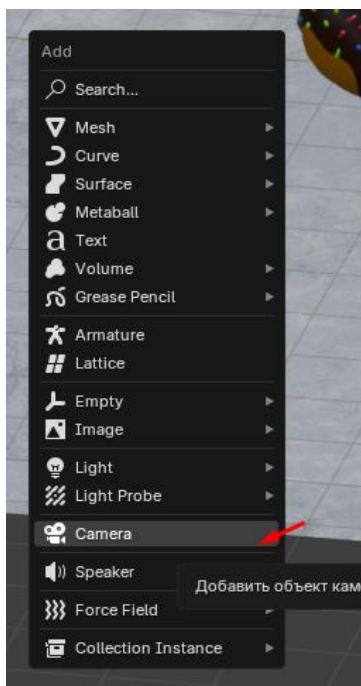 Add
Search...
Mesh
Curve
Surface
Metaball
Text
Volume
Grease Pencil
Armature
Lattice
Empty
Image
Light
Light Probe
Camera
Speaker
Добавить объект
Force Field
Collection Instance